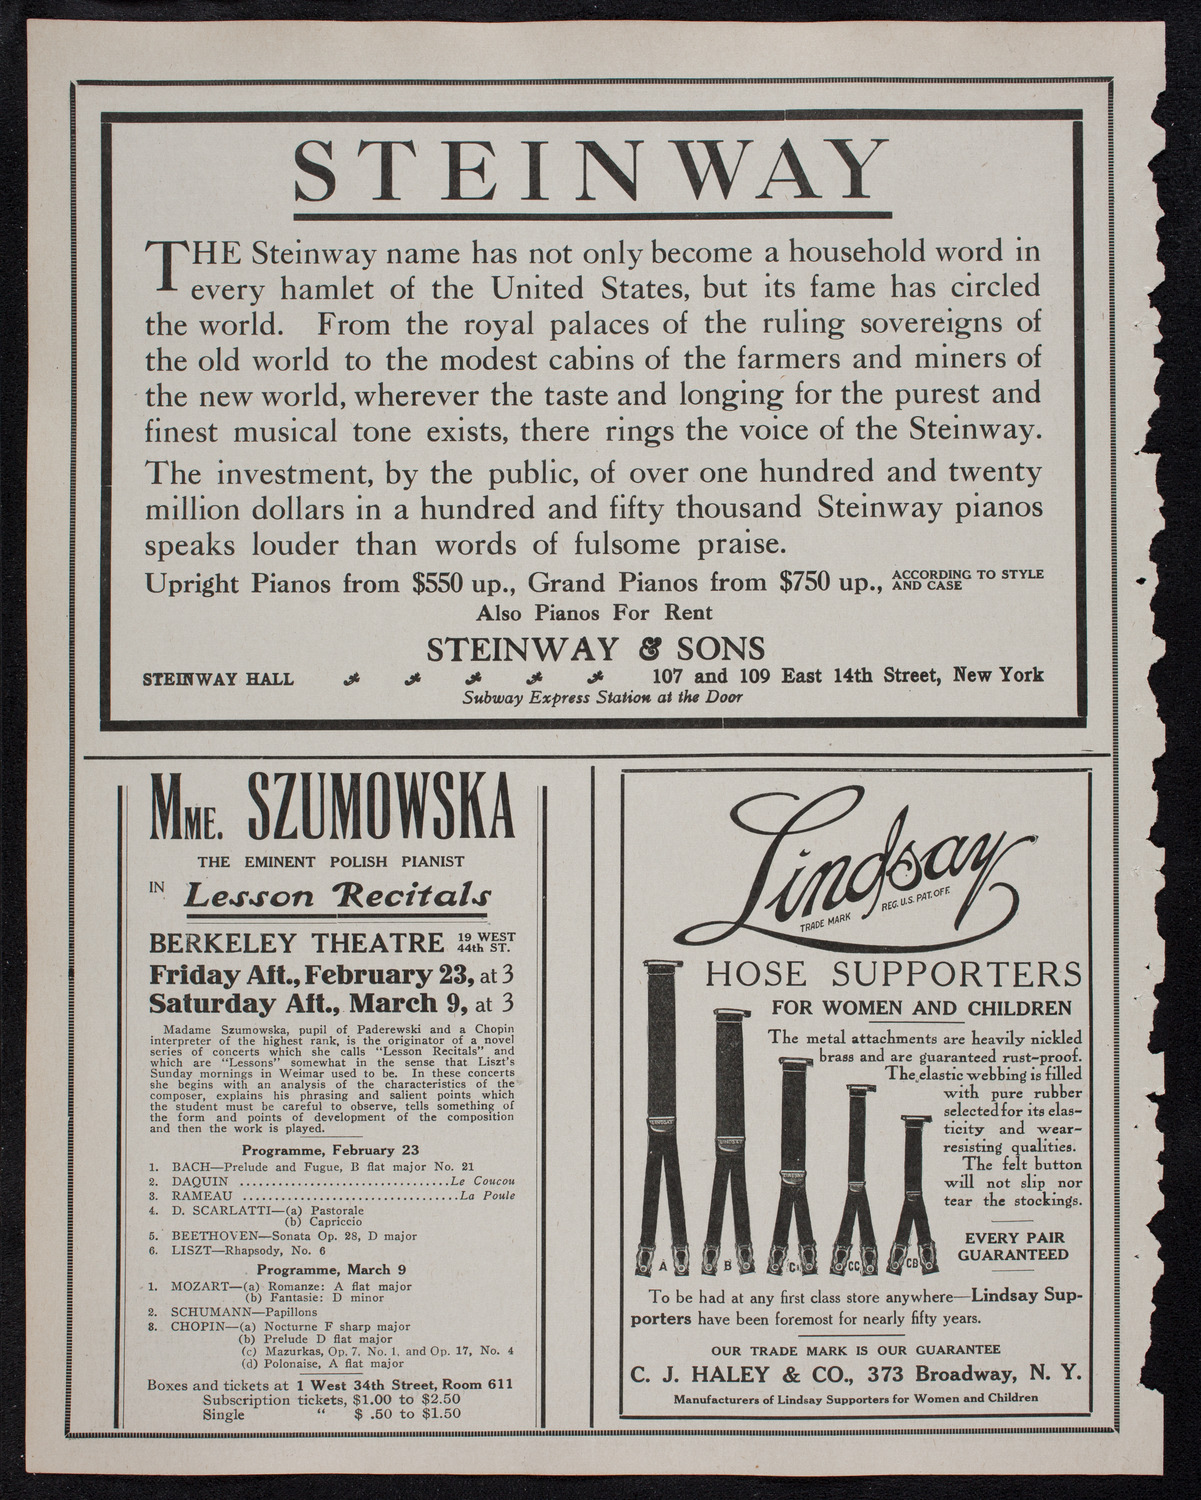 STEINWAY
THE Steinway name has not only become a household word in
every hamlet of the United States, but its fame has circled
the world. From the royal palaces of the ruling sovereigns of
the old world to the modest cabins of the farmers and miners of
the new world, wherever the taste and longing for the purest and
finest musical tone exists, there rings the voice of the Steinway.
The investment, by the public, of over one hundred and twenty
million dollars in a hundred and fifty thousand Steinway pianos
speaks louder than words of fulsome praise.
Upright Pianos from $550 up., Grand Pianos from $750 up., ACCORDING TO STYLE AND CASE
Also Pianos For Rent
STEINWAY & SONS
STEINWAY HALL 107 and 109 East 14th Street, New York
Subway Express Station at the Door
MME. SZUMOWSKA
THE EMINENT POLISH PIANIST
IN Lesson Recitals
BERKELEY THEATRE 19 WEST 44th ST.
Friday Aft., February 23, at 3
Saturday Aft., March 9, at 3
Madame Szumowska, pupil of Paderewski and a Chopin
interpreter of the highest rank, is the originator of a novel
series of concerts which she calls "Lesson Recitals" and
which are "Lessons" somewhat in the sense that Liszt's
Sunday mornings in Weimar used to be. In these concerts
she begins with an analysis of the characteristics of the
composer, explains his phrasing and salient points which
the student must be careful to observe, tells something of
the form and points of development of the composition
and then the work is played.
Programme, February 23
1. BACH—Prelude and Fugue, B flat major No. 21
2. DAQUIN ................................Le Coucou
3. RAMEAU .................................La Poule
4. D. SCARLATTI—(a) Pastorale
(b) Capriccio
5. BEETHOVEN—Sonata Op. 28, D major
6. LISZT—Rhapsody, No. 6
Programme, March 9
1. MOZART—(a) Romanze: A flat major
(b) Fantasie: D minor
2. SCHUMANN—Papillons
3. CHOPIN—(a) Nocturne F sharp major
(b) Prelude D flat major
(c) Mazurkas, Op. 7, No. 1, and Op. 17, No. 4
(d) Polonaise, A flat major
Boxes and tickets at 1 West 34th Street, Room 611
Subscription tickets, $1.00 to $2.50
Single " $ .50 to $1.50
Lindsay
TRADE MARK REG. U.S. PAT. OFF.
HOSE SUPPORTERS
FOR WOMEN AND CHILDREN
The metal attachments are heavily nickled
brass and are guaranteed rust-proof.
The elastic webbing is filled
with pure rubber
selected for its elas-
ticity and wear-
resisting qualities.
The felt button
will not slip nor
tear the stockings.
EVERY PAIR
GUARANTEED
A B C CC CB
To be had at any first class store anywhere—Lindsay Sup-
porters have been foremost for nearly fifty years.
OUR TRADE MARK IS OUR GUARANTEE
C. J. HALEY & CO., 373 Broadway, N. Y.
Manufacturers of Lindsay Supporters for Women and Children